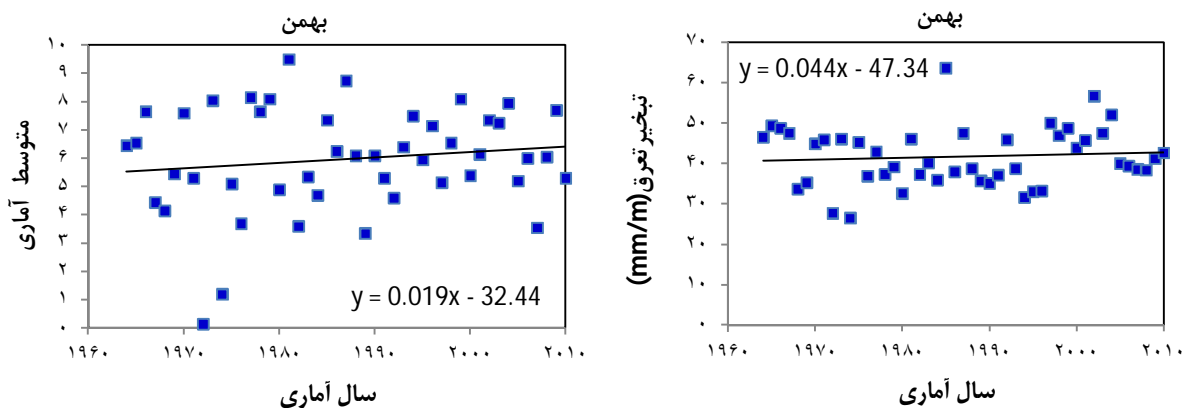 بهمن
متوسط آماری
۱۰
۹
۸
۷
۶
۵
۴
۳
۲
۱
۰
y = 0.019x - 32.44
۱۹۶۰ ۱۹۷۰ ۱۹۸۰ ۱۹۹۰ ۲۰۰۰ ۲۰۱۰
سال آماری
بهمن
تبخیر تعرق(mm/m)
۷۰
۶۰
۵۰
۴۰
۳۰
۲۰
۱۰
۰
y = 0.044x - 47.34
۱۹۶۰ ۱۹۷۰ ۱۹۸۰ ۱۹۹۰ ۲۰۰۰ ۲۰۱۰
سال آماری